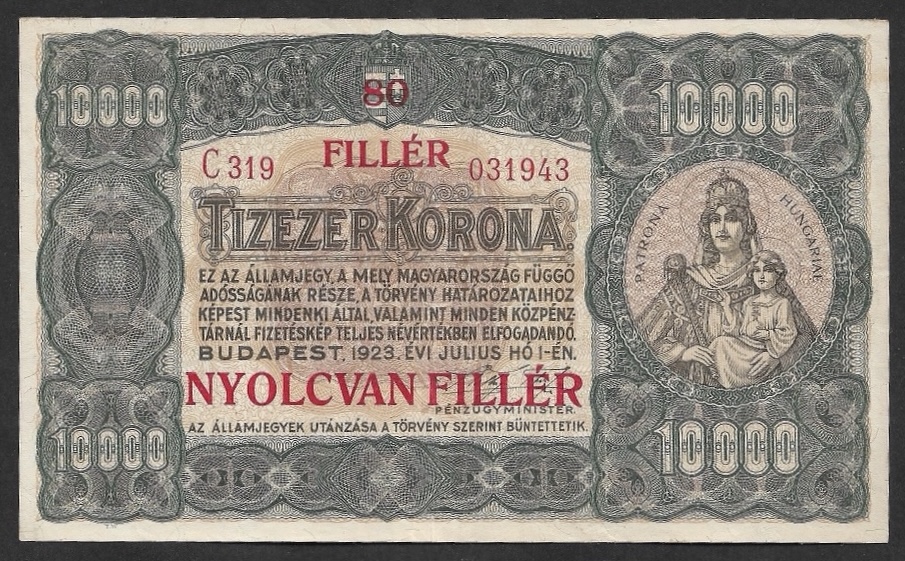 10000
10000
80
FILLÉR
C 319
031943
TIZEZER KORONA.
EZ AZ ÁLLAMJEGY, A MELY MAGYARORSZÁG FÜGGŐ
ADÓSSÁGÁNAK RÉSZE, A TÖRVÉNY HATÁROZATAIHOZ
KÉPEST MINDENKI ÁLTAL, VALAMINT MINDEN KÖZPÉNZ-
TÁRNÁL FIZETÉSKÉP TELJES NÉVÉRTÉKBEN ELFOGADANDÓ.
BUDAPEST, 1923. ÉVI JÚLIUS HÓ I-ÉN.
NYOLCVAN FILLÉR
PÉNZÜGYMINISTER.
AZ ÁLLAMJEGYEK UTÁNZÁSA A TÖRVÉNY SZERINT BÜNTETTETIK.
PATRONA HUNGARIAE
10000
10000